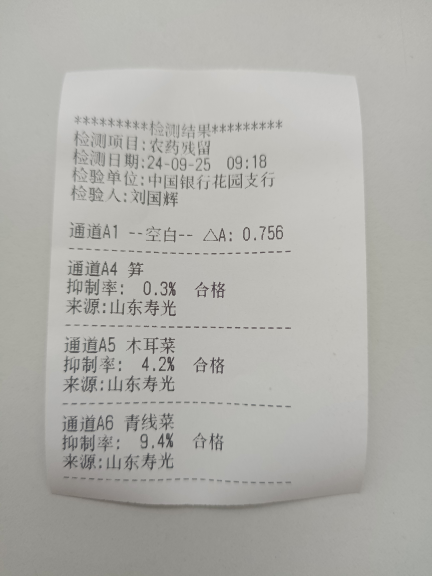 *********检测结果*********
检测项目:农药残留
检测日期:24-09-25 09:18
检验单位:中国银行花园支行
检验人:刘国辉
通道A1 --空白-- △A: 0.756
--------------------------------
通道A4 笋
抑制率: 0.3% 合格
来源:山东寿光
--------------------------------
通道A5 木耳菜
抑制率: 4.2% 合格
来源:山东寿光
--------------------------------
通道A6 青线菜
抑制率: 9.4% 合格
来源:山东寿光
--------------------------------